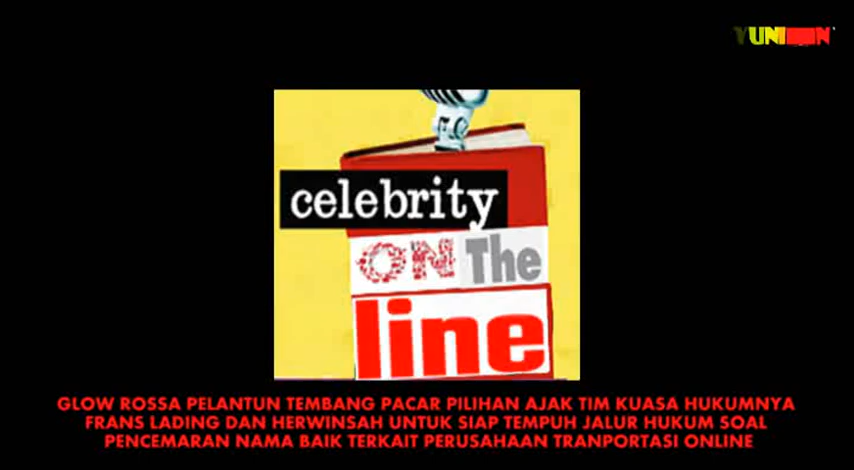 YUNI
celebrity
ON The
line
GLOW ROSSA PELANTUN TEMBANG PACAR PILIHAN AJAK TIM KUASA HUKUMNYA
FRANS LADING DAN HERWINSAH UNTUK SIAP TEMPUH JALUR HUKUM SOAL
PENCEMARAN NAMA BAIK TERKAIT PERUSAHAAN TRANPORTASI ONLINE